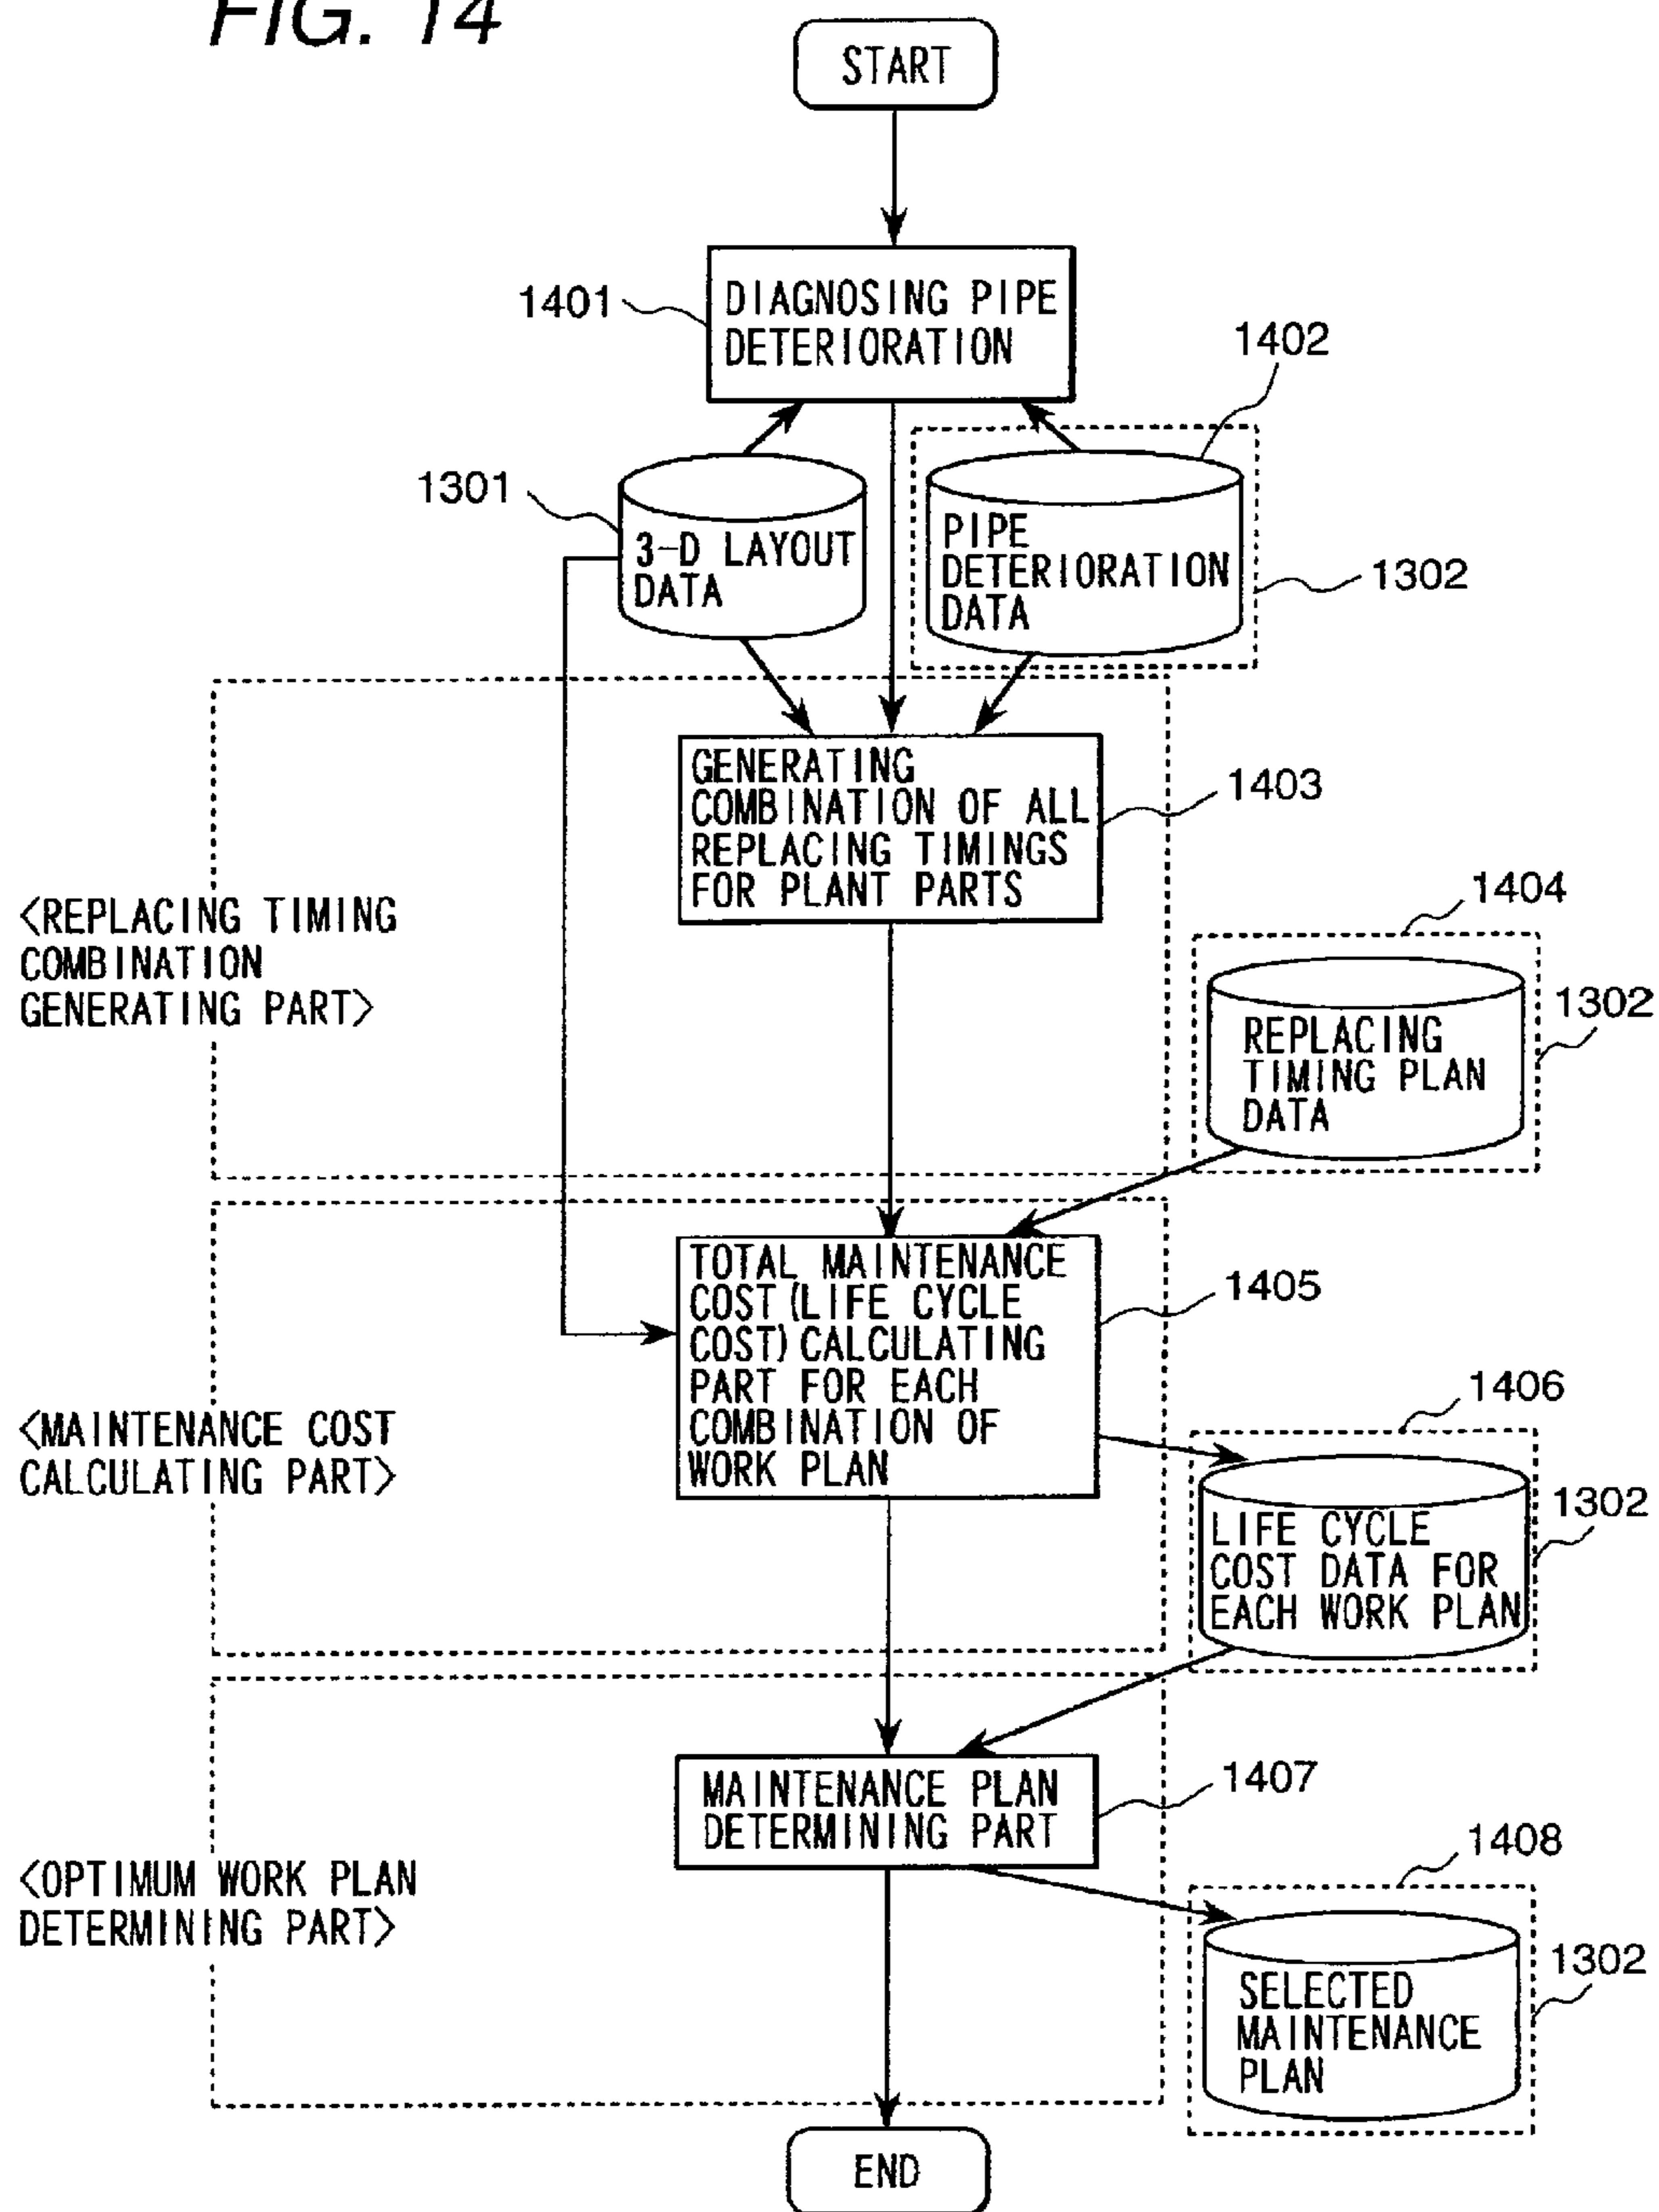 FIG. 14
START
1401
DIAGNOSING PIPE
DETERIORATION
1402
1301
3-D LAYOUT
DATA
PIPE
DETERIORATION
DATA
1302
GENERATING
COMBINATION OF ALL
REPLACING TIMINGS
FOR PLANT PARTS
1403
<REPLACING TIMING
COMBINATION
GENERATING PART>
1404
1302
REPLACING
TIMING PLAN
DATA
TOTAL MAINTENANCE
COST(LIFE CYCLE
COST)CALCULATING
PART FOR EACH
COMBINATION OF
WORK PLAN
1405
<MAINTENANCE COST
CALCULATING PART>
1406
1302
LIFE CYCLE
COST DATA FOR
EACH WORK PLAN
MAINTENANCE PLAN
DETERMINING PART
1407
<OPTIMUM WORK PLAN
DETERMINING PART>
1408
1302
SELECTED
MAINTENANCE
PLAN
END